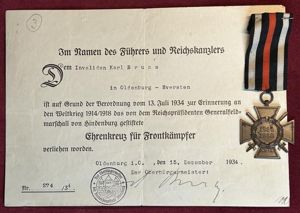 Im Namen des Führers und Reichskanzlers
Dem Invaliden Karl Bruns
in Oldenburg - Eversten
ist auf Grund der Verordnung vom 13. Juli 1934 zur Erinnerung an
den Weltkrieg 1914/1918 das von dem Reichspräsidenten Generalfeld-
marschall von Hindenburg gestiftete
Ehrenkreuz für Frontkämpfer
verliehen worden.
Oldenburg i.O., den 15. Dezember 1934.
Der Oberbürgermeister:
Nr. 274